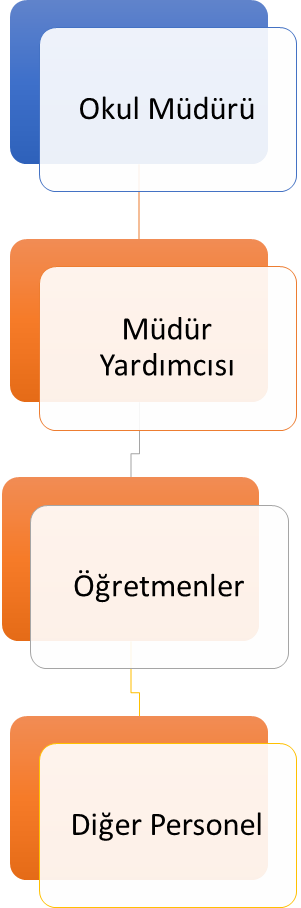 Okul Müdürü
Müdür
Yardımcısı
Öğretmenler
Diğer Personel